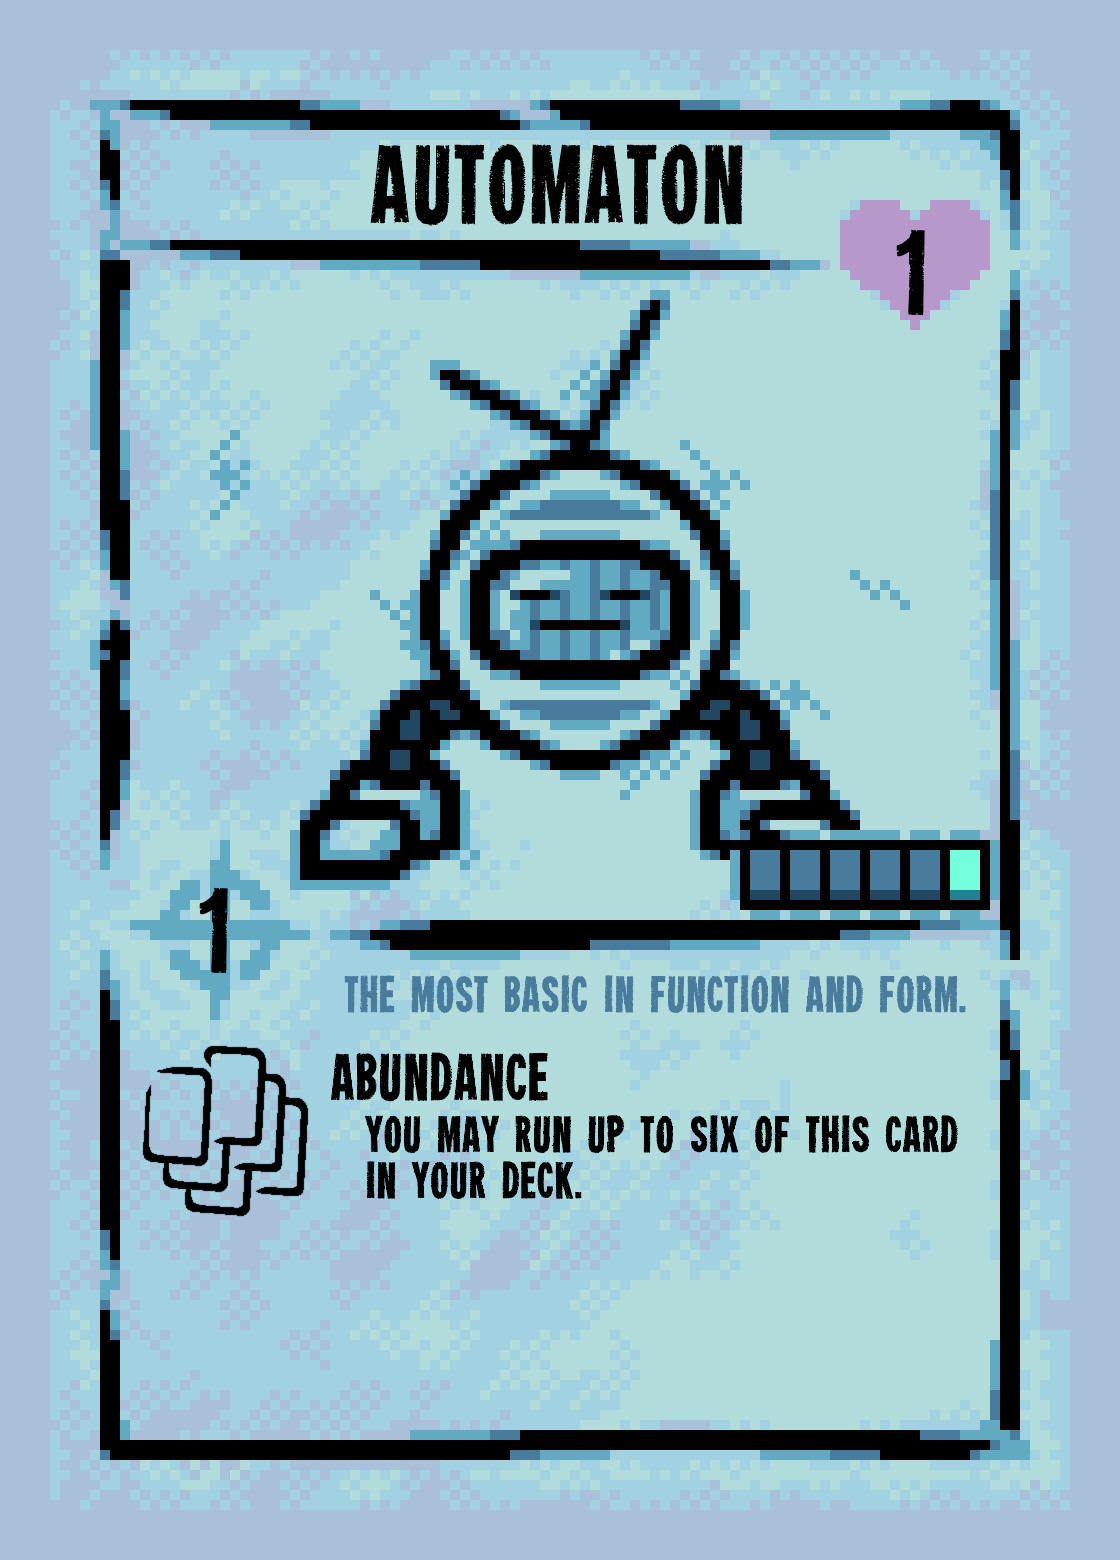 AUTOMATON
1
1
THE MOST BASIC IN FUNCTION AND FORM.
ABUNDANCE
YOU MAY RUN UP TO SIX OF THIS CARD
IN YOUR DECK.